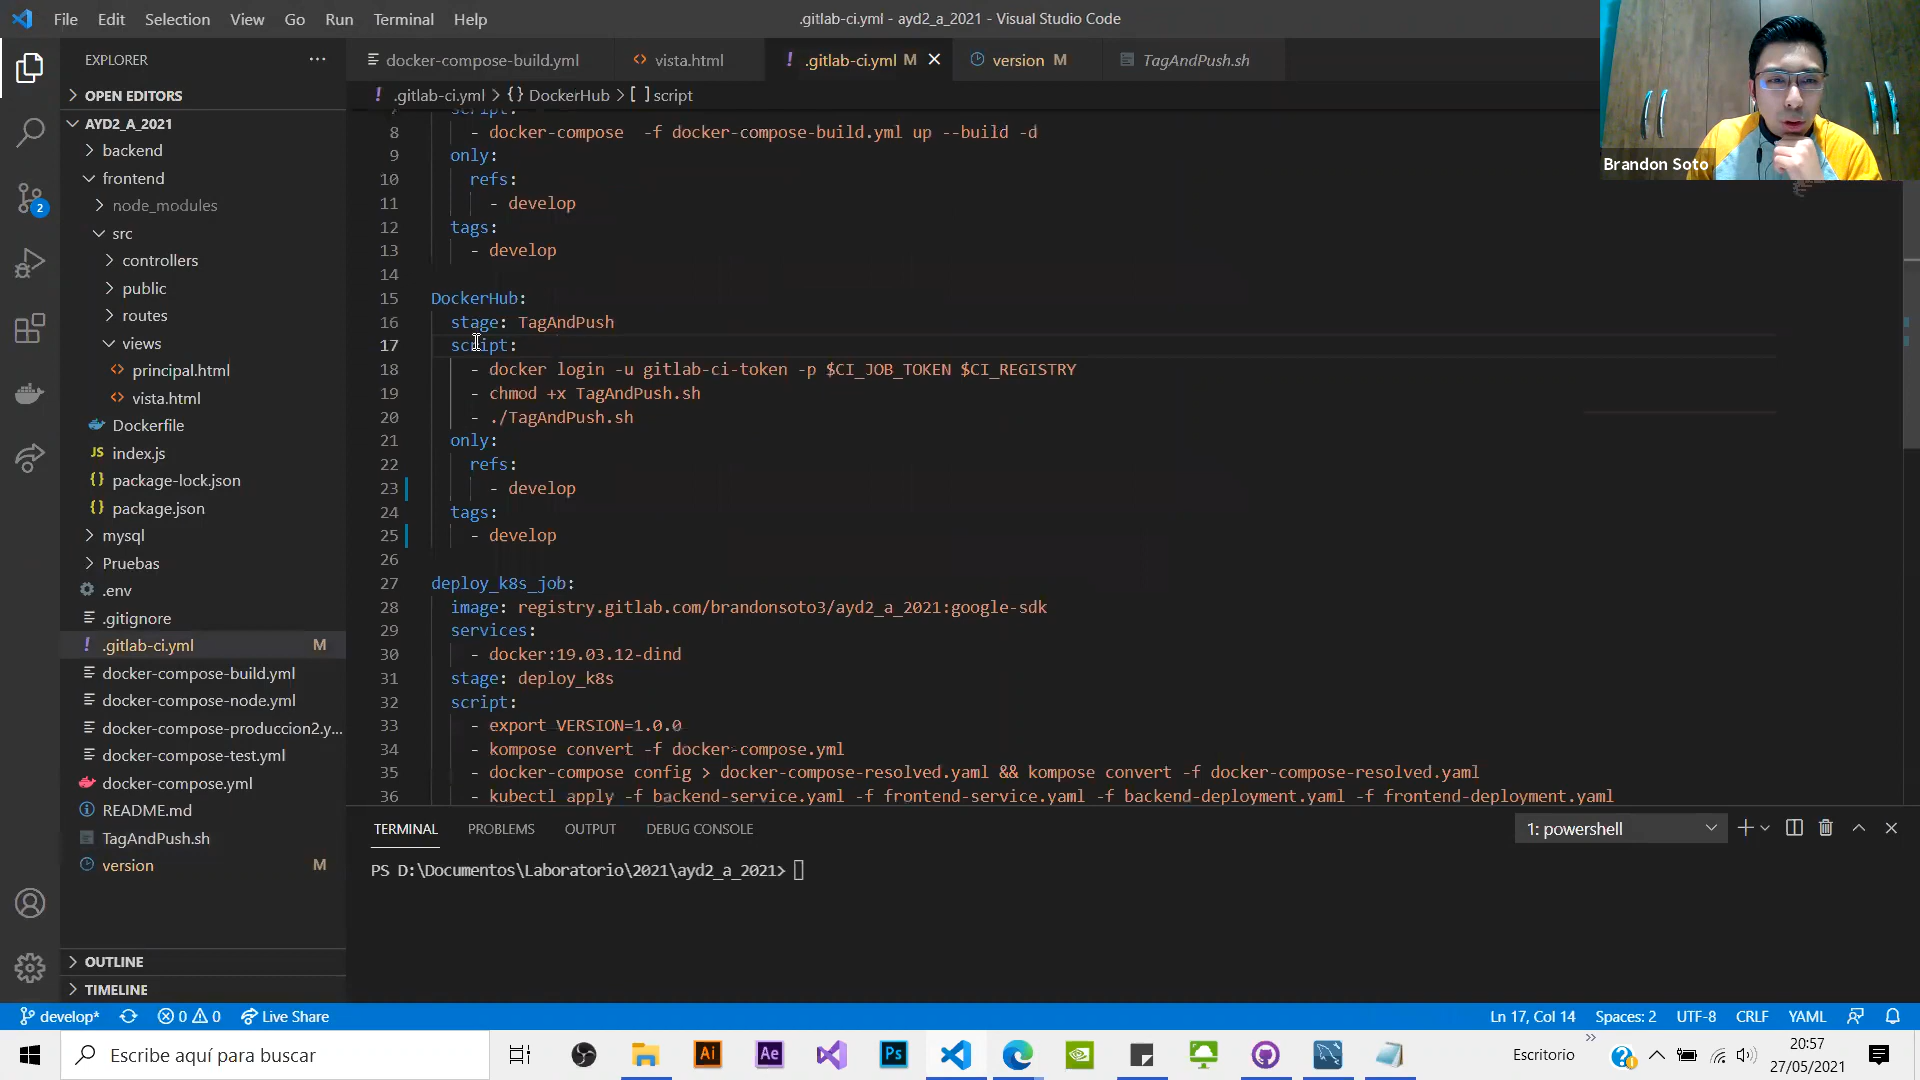 File Edit Selection View Go Run Terminal Help
.gitlab-ci.yml - ayd2_a_2021 - Visual Studio Code
EXPLORER
docker-compose-build.yml
vista.html
.gitlab-ci.yml M
version M
TagAndPush.sh
.gitlab-ci.yml > {} DockerHub > [ ] script
OPEN EDITORS
AYD2_A_2021
backend
frontend
node_modules
src
controllers
public
routes
views
principal.html
vista.html
Dockerfile
index.js
package-lock.json
package.json
mysql
Pruebas
.env
.gitignore
.gitlab-ci.yml M
docker-compose-build.yml
docker-compose-node.yml
docker-compose-produccion2.y...
docker-compose-test.yml
docker-compose.yml
README.md
TagAndPush.sh
version M
OUTLINE
TIMELINE
2
script:
8 - docker-compose  -f docker-compose-build.yml up --build -d
9 only:
10 refs:
11 - develop
12 tags:
13 - develop
14
15 DockerHub:
16 stage: TagAndPush
17 script:
18 - docker login -u gitlab-ci-token -p $CI_JOB_TOKEN $CI_REGISTRY
19 - chmod +x TagAndPush.sh
20 - ./TagAndPush.sh
21 only:
22 refs:
23 - develop
24 tags:
25 - develop
26
27 deploy_k8s_job:
28 image: registry.gitlab.com/brandonsoto3/ayd2_a_2021:google-sdk
29 services:
30 - docker:19.03.12-dind
31 stage: deploy_k8s
32 script:
33 - export VERSION=1.0.0
34 - kompose convert -f docker-compose.yml
35 - docker-compose config > docker-compose-resolved.yaml && kompose convert -f docker-compose-resolved.yaml
36 - kubectl apply -f backend-service.yaml -f frontend-service.yaml -f backend-deployment.yaml -f frontend-deployment.yaml
Brandon Soto
TERMINAL PROBLEMS OUTPUT DEBUG CONSOLE
1: powershell
PS D:\Documentos\Laboratorio\2021\ayd2_a_2021>
develop* 0 0 Live Share
Ln 17, Col 14 Spaces: 2 UTF-8 CRLF YAML
Escribe aquí para buscar
Ai Ae Ps
Escritorio
20:57
27/05/2021